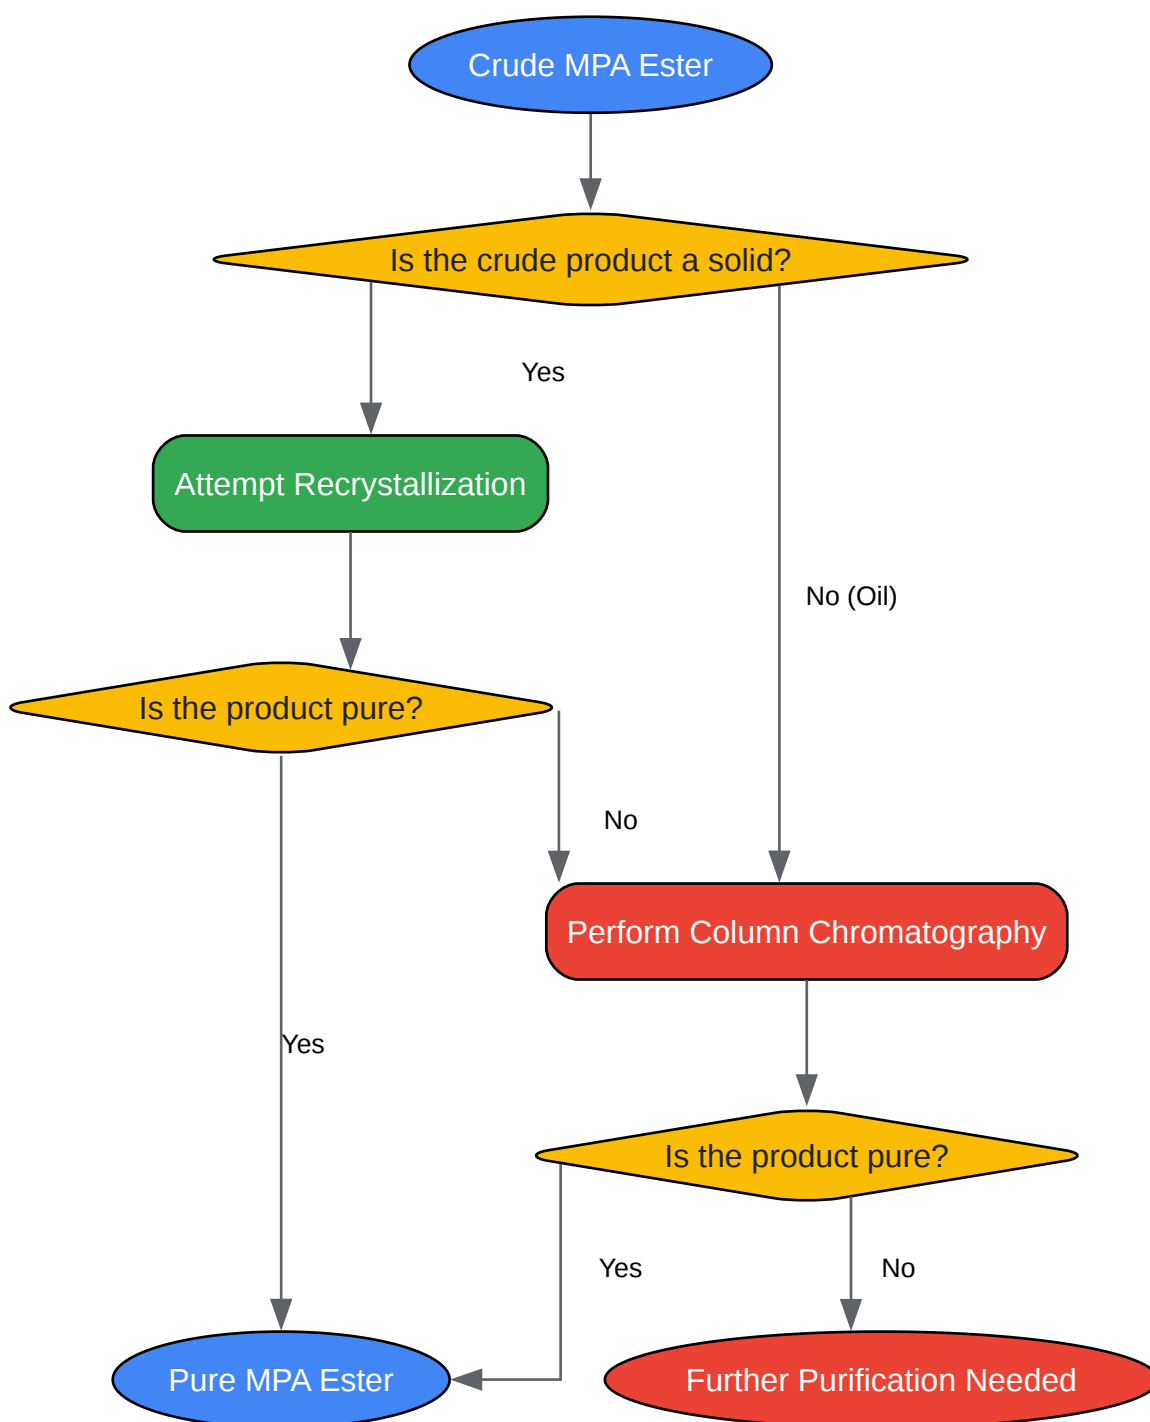 Crude MPA Ester
Is the crude product a solid?
Yes
Attempt Recrystallization
No (Oil)
Is the product pure?
No
Perform Column Chromatography
Yes
Is the product pure?
Yes
No
Pure MPA Ester
Further Purification Needed